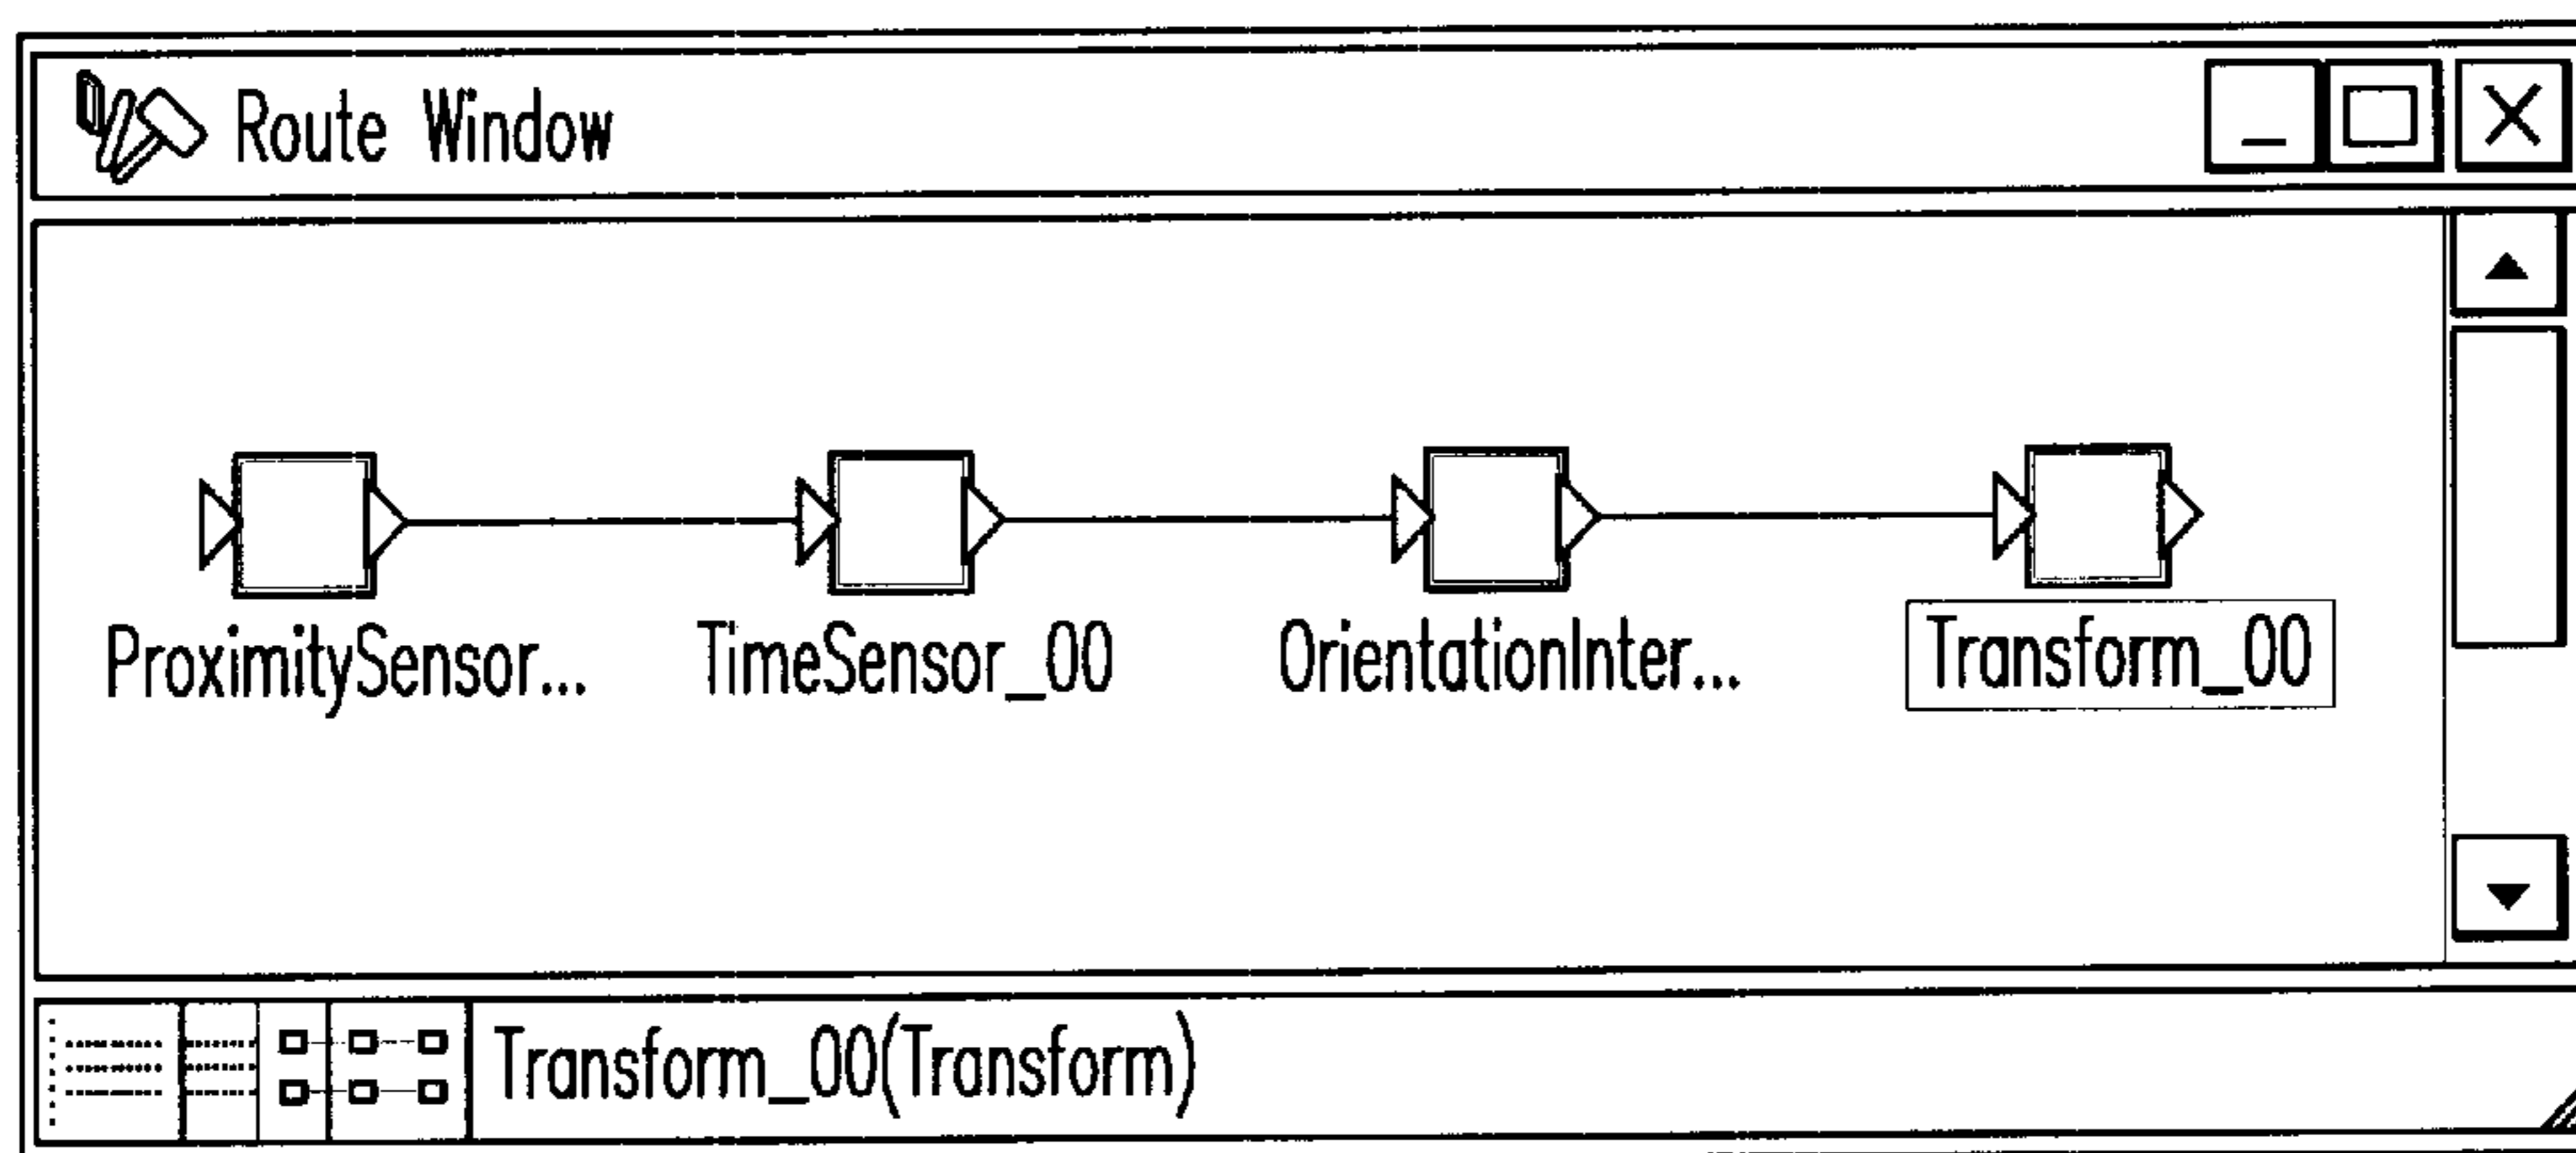 Route Window
ProximitySensor... TimeSensor_00 OrientationInter... Transform_00
Transform_00(Transform)